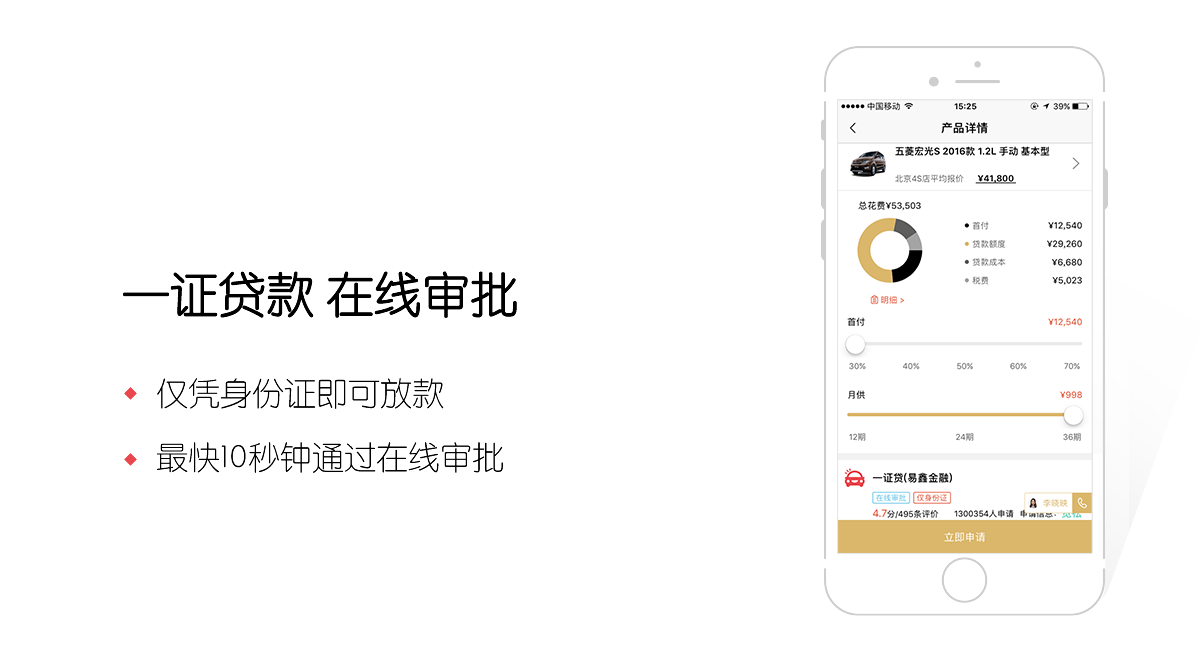 一证贷款 在线审批
仅凭身份证即可放款
最快10秒钟通过在线审批
中国移动 15:25 39%
产品详情
五菱宏光S 2016款 1.2L 手动 基本型
北京4S店平均报价 ¥41,800
总花费¥53,503
首付 ¥12,540
贷款额度 ¥29,260
贷款成本 ¥6,680
税费 ¥5,023
明细 >
首付 ¥12,540
30% 40% 50% 60% 70%
月供 ¥998
12期 24期 36期
一证贷(易鑫金融)
在线审批 仅身份证
李晓映
4.7分/495条评价 1300354人申请 申请信息:
立即申请